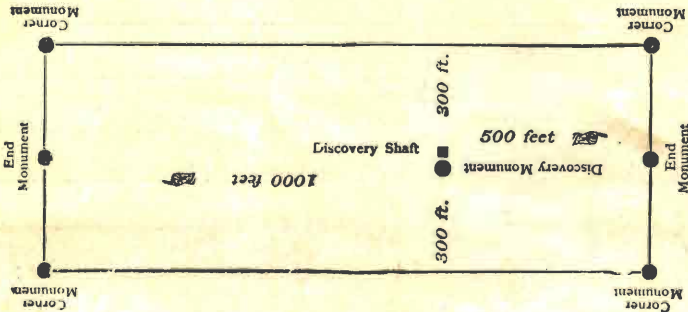 Corner
Monument
Corner
Monument
300 ft.
500 feet
Discovery Shaft
Discovery Monument
End
Monument
End
Monument
1000 feet
300 ft.
Corner
Monument
Corner
Monument